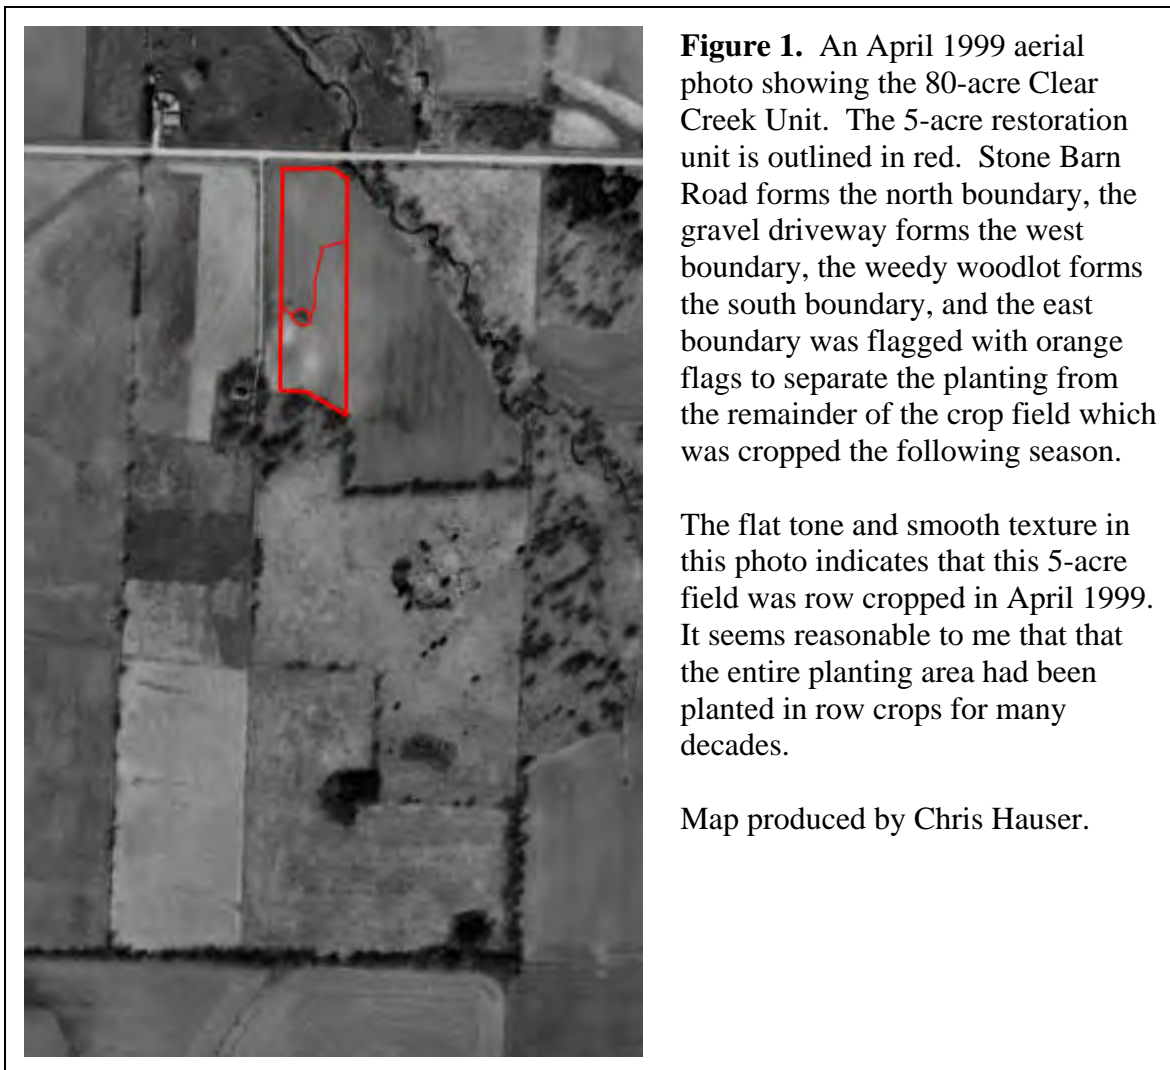 Figure 1. An April 1999 aerial
photo showing the 80-acre Clear
Creek Unit. The 5-acre restoration
unit is outlined in red. Stone Barn
Road forms the north boundary, the
gravel driveway forms the west
boundary, the weedy woodlot forms
the south boundary, and the east
boundary was flagged with orange
flags to separate the planting from
the remainder of the crop field which
was cropped the following season.
The flat tone and smooth texture in
this photo indicates that this 5-acre
field was row cropped in April 1999.
It seems reasonable to me that that
the entire planting area had been
planted in row crops for many
decades.
Map produced by Chris Hauser.